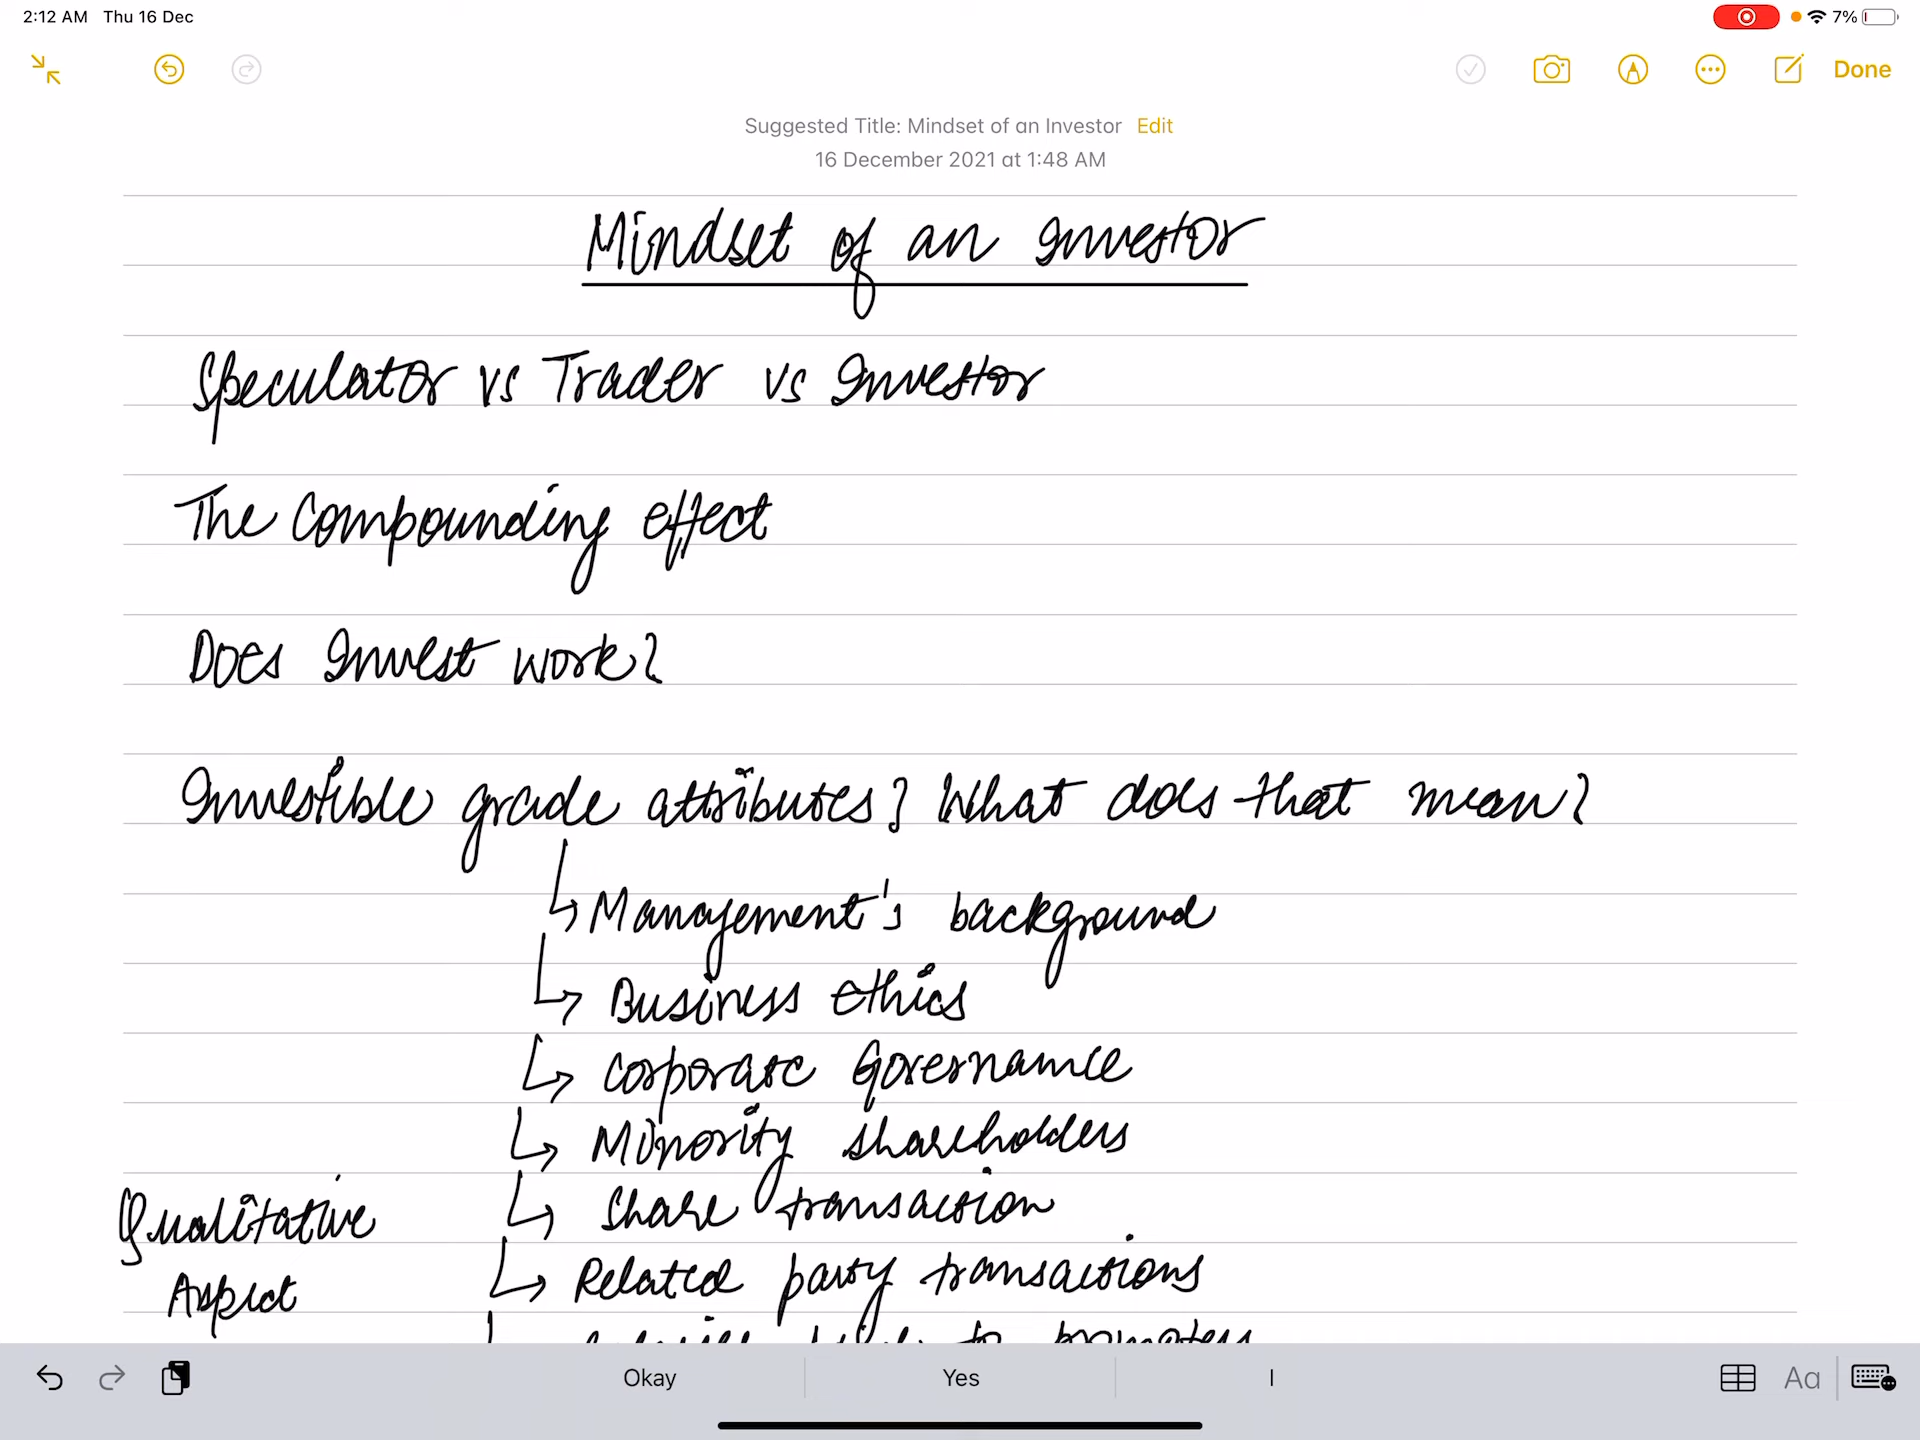 2:12 AM Thu 16 Dec
7%
Done
Suggested Title: Mindset of an Investor Edit
16 December 2021 at 1:48 AM
Mindset of an Investor
Speculator vs Trader vs Investor
The Compounding effect
Does Invest work?
Investible grade attributes? What does that mean?
↳ Management's background
↳ Business Ethics
↳ Corporate Governance
↳ Minority shareholders
↳ Share transaction
Qualitative
Aspect
↳ Related party transactions
to promoters
Okay Yes I
Aa